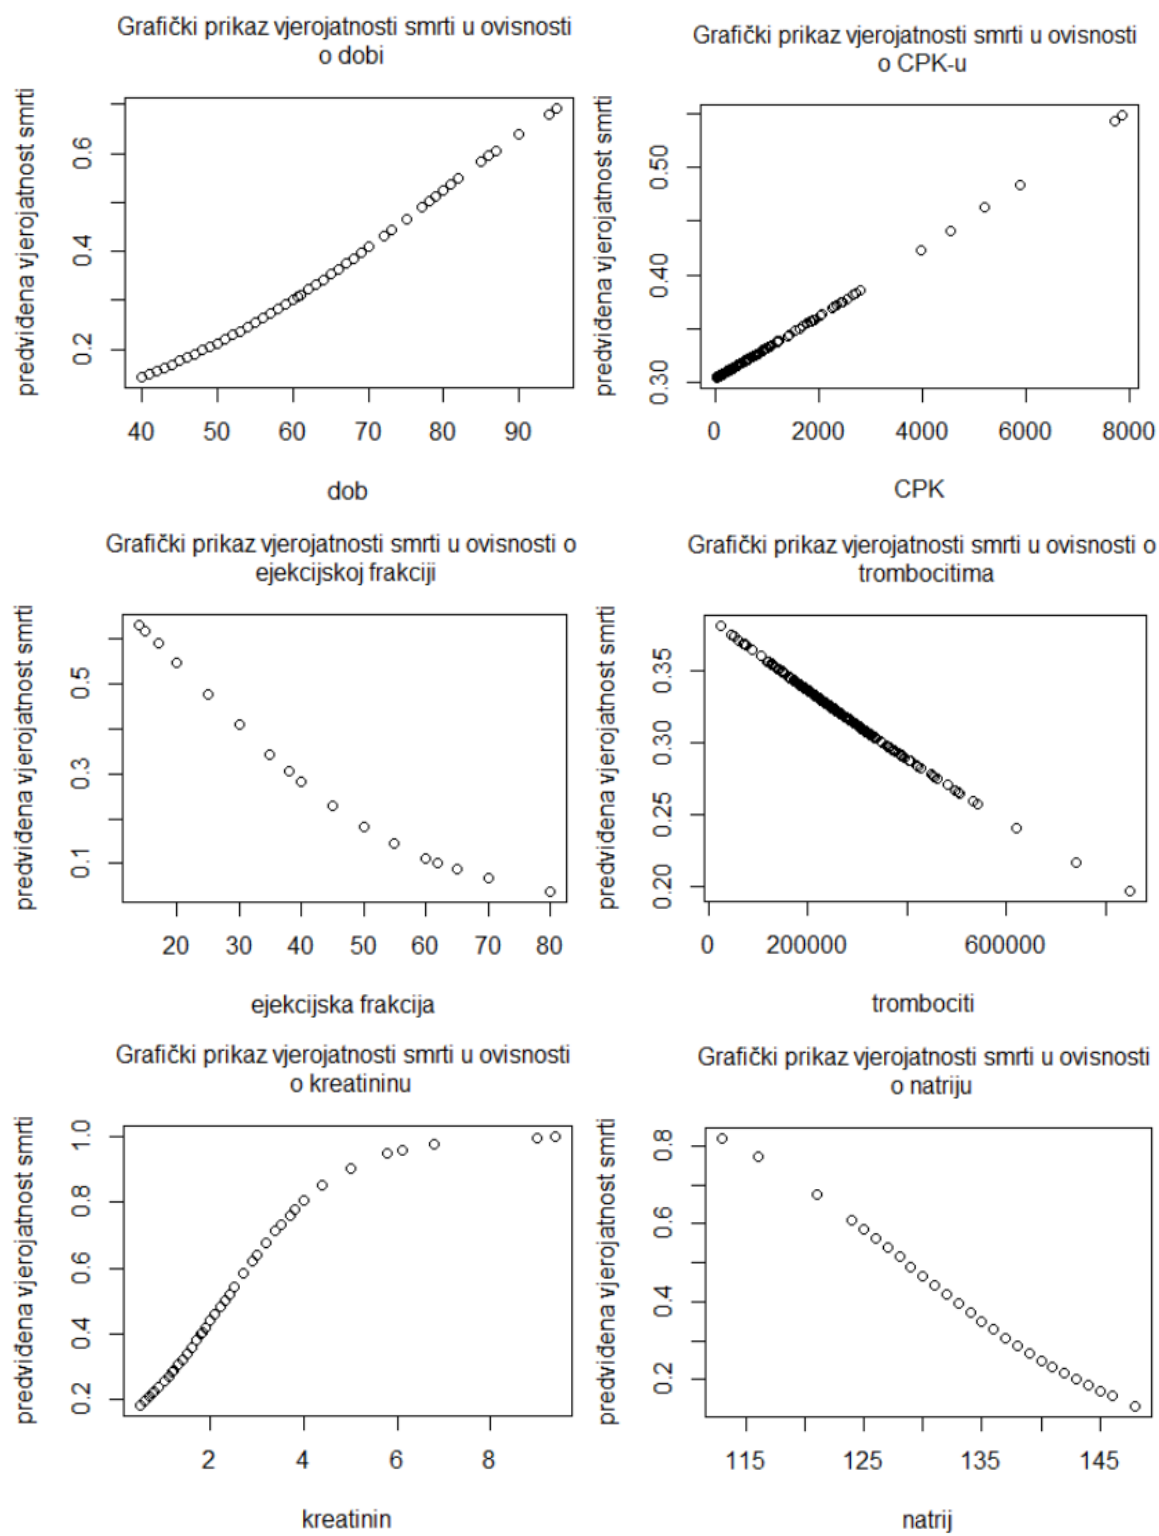 Grafički prikaz vjerojatnosti smrti u ovisnosti
o dobi
predviđena vjerojatnost smrti
0.6
0.4
0.2
40 50 60 70 80 90
dob
Grafički prikaz vjerojatnosti smrti u ovisnosti
o CPK-u
predviđena vjerojatnost smrti
0.50
0.40
0.30
0 2000 4000 6000 8000
CPK
Grafički prikaz vjerojatnosti smrti u ovisnosti o
ejekcijskoj frakciji
predviđena vjerojatnost smrti
0.5
0.3
0.1
20 30 40 50 60 70 80
ejekcijska frakcija
Grafički prikaz vjerojatnosti smrti u ovisnosti o
trombocitima
predviđena vjerojatnost smrti
0.35
0.30
0.25
0.20
0 200000 600000
trombociti
Grafički prikaz vjerojatnosti smrti u ovisnosti
o kreatininu
predviđena vjerojatnost smrti
1.0
0.8
0.6
0.4
0.2
2 4 6 8
kreatinin
Grafički prikaz vjerojatnosti smrti u ovisnosti
o natriju
predviđena vjerojatnost smrti
0.8
0.6
0.4
0.2
115 125 135 145
natrij